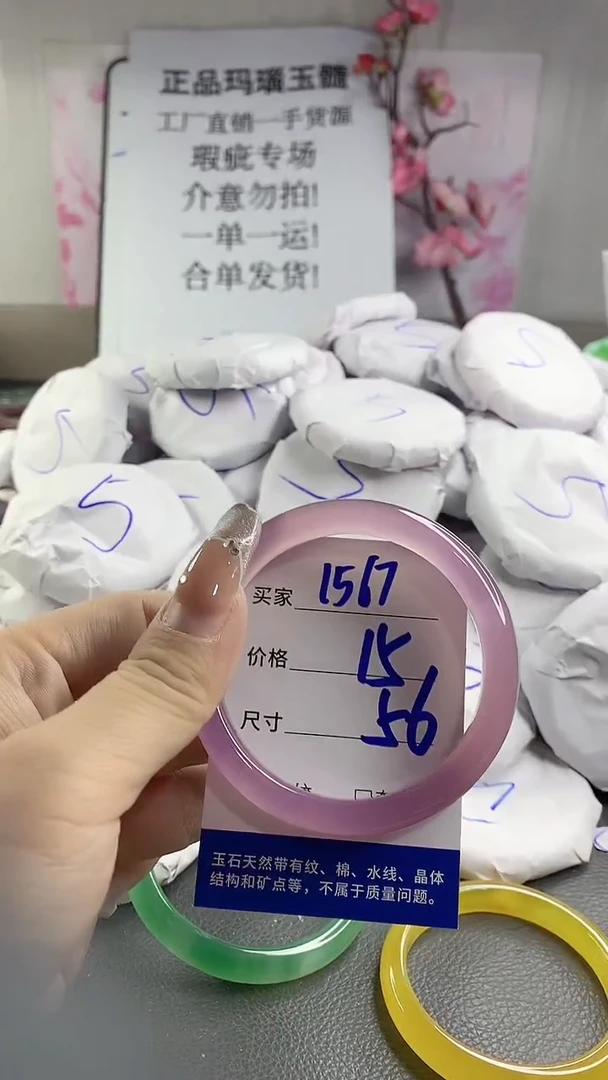 正品玛瑙玉髓
工厂直销一手货源
瑕疵专场
介意勿拍!
一单一运!
合单发货!
5
买家 1567
价格 15
尺寸 56
玉石天然带有纹、棉、水线、晶体
结构和矿点等，不属于质量问题。